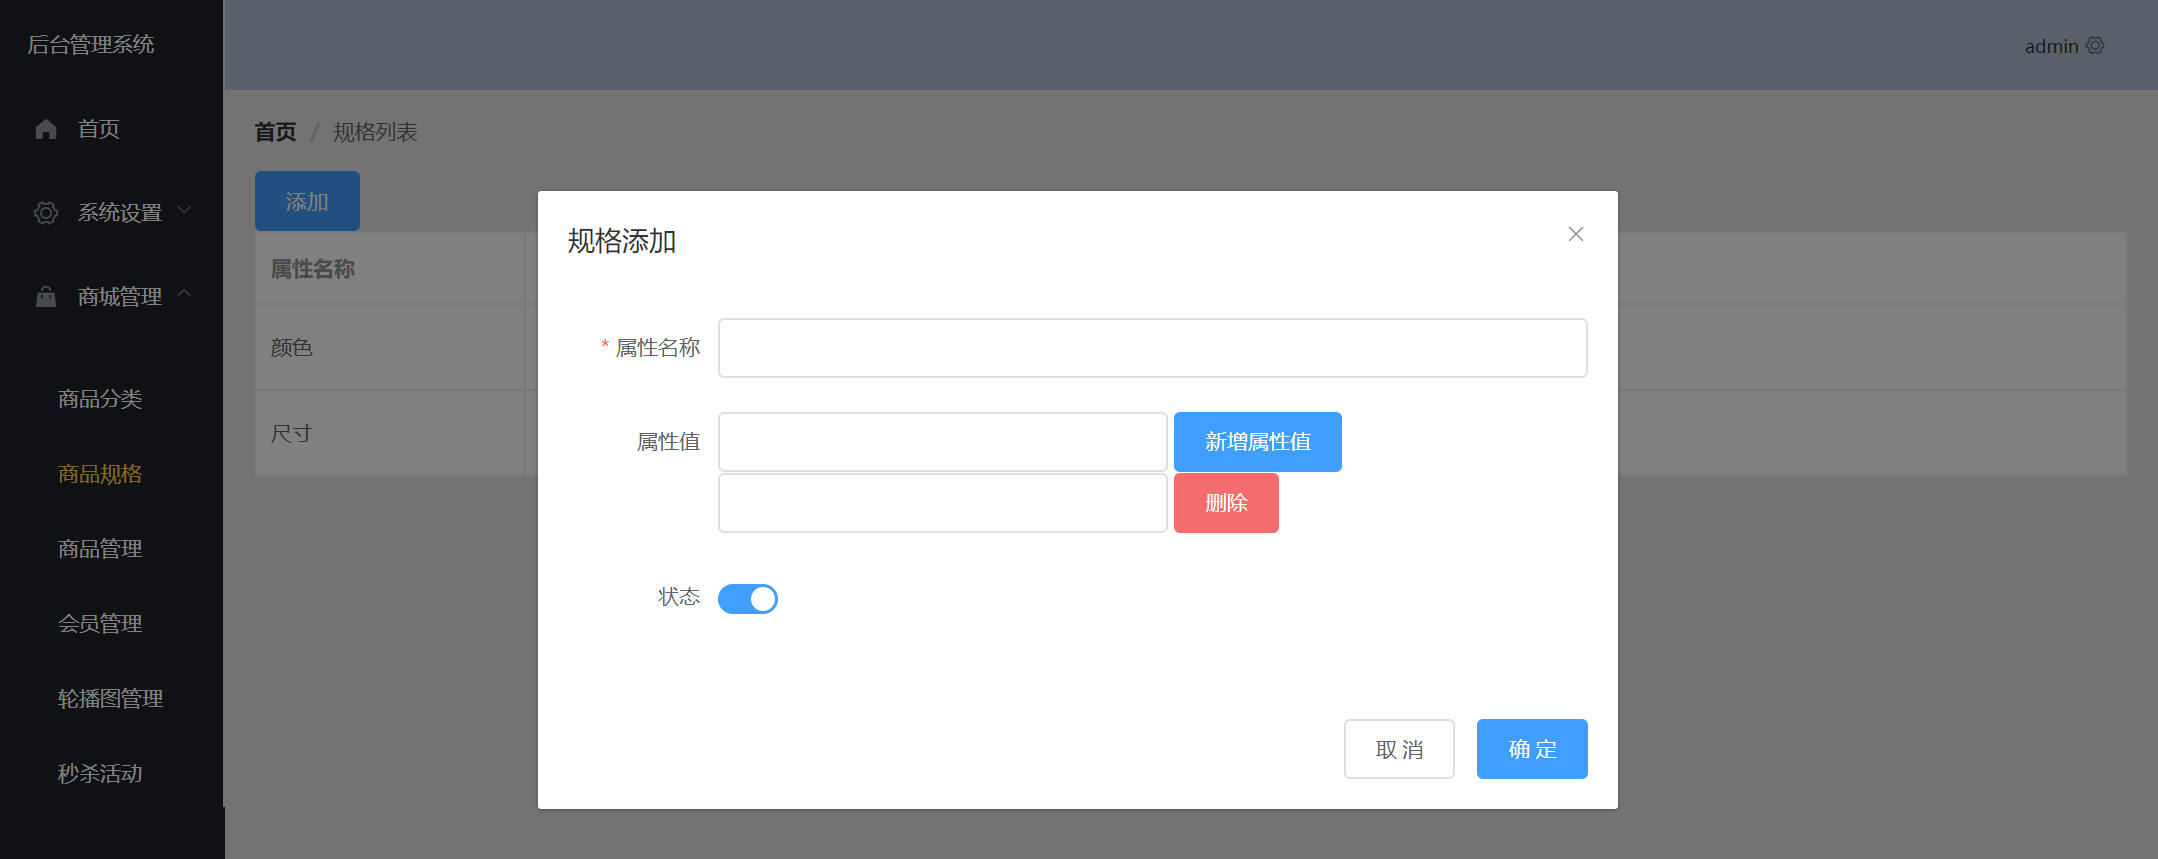 后台管理系统
admin
首页
系统设置
商城管理
商品分类
商品规格
商品管理
会员管理
轮播图管理
秒杀活动
首页 / 规格列表
添加
属性名称
颜色
尺寸
规格添加
* 属性名称
属性值 新增属性值
删除
状态
取 消 确 定